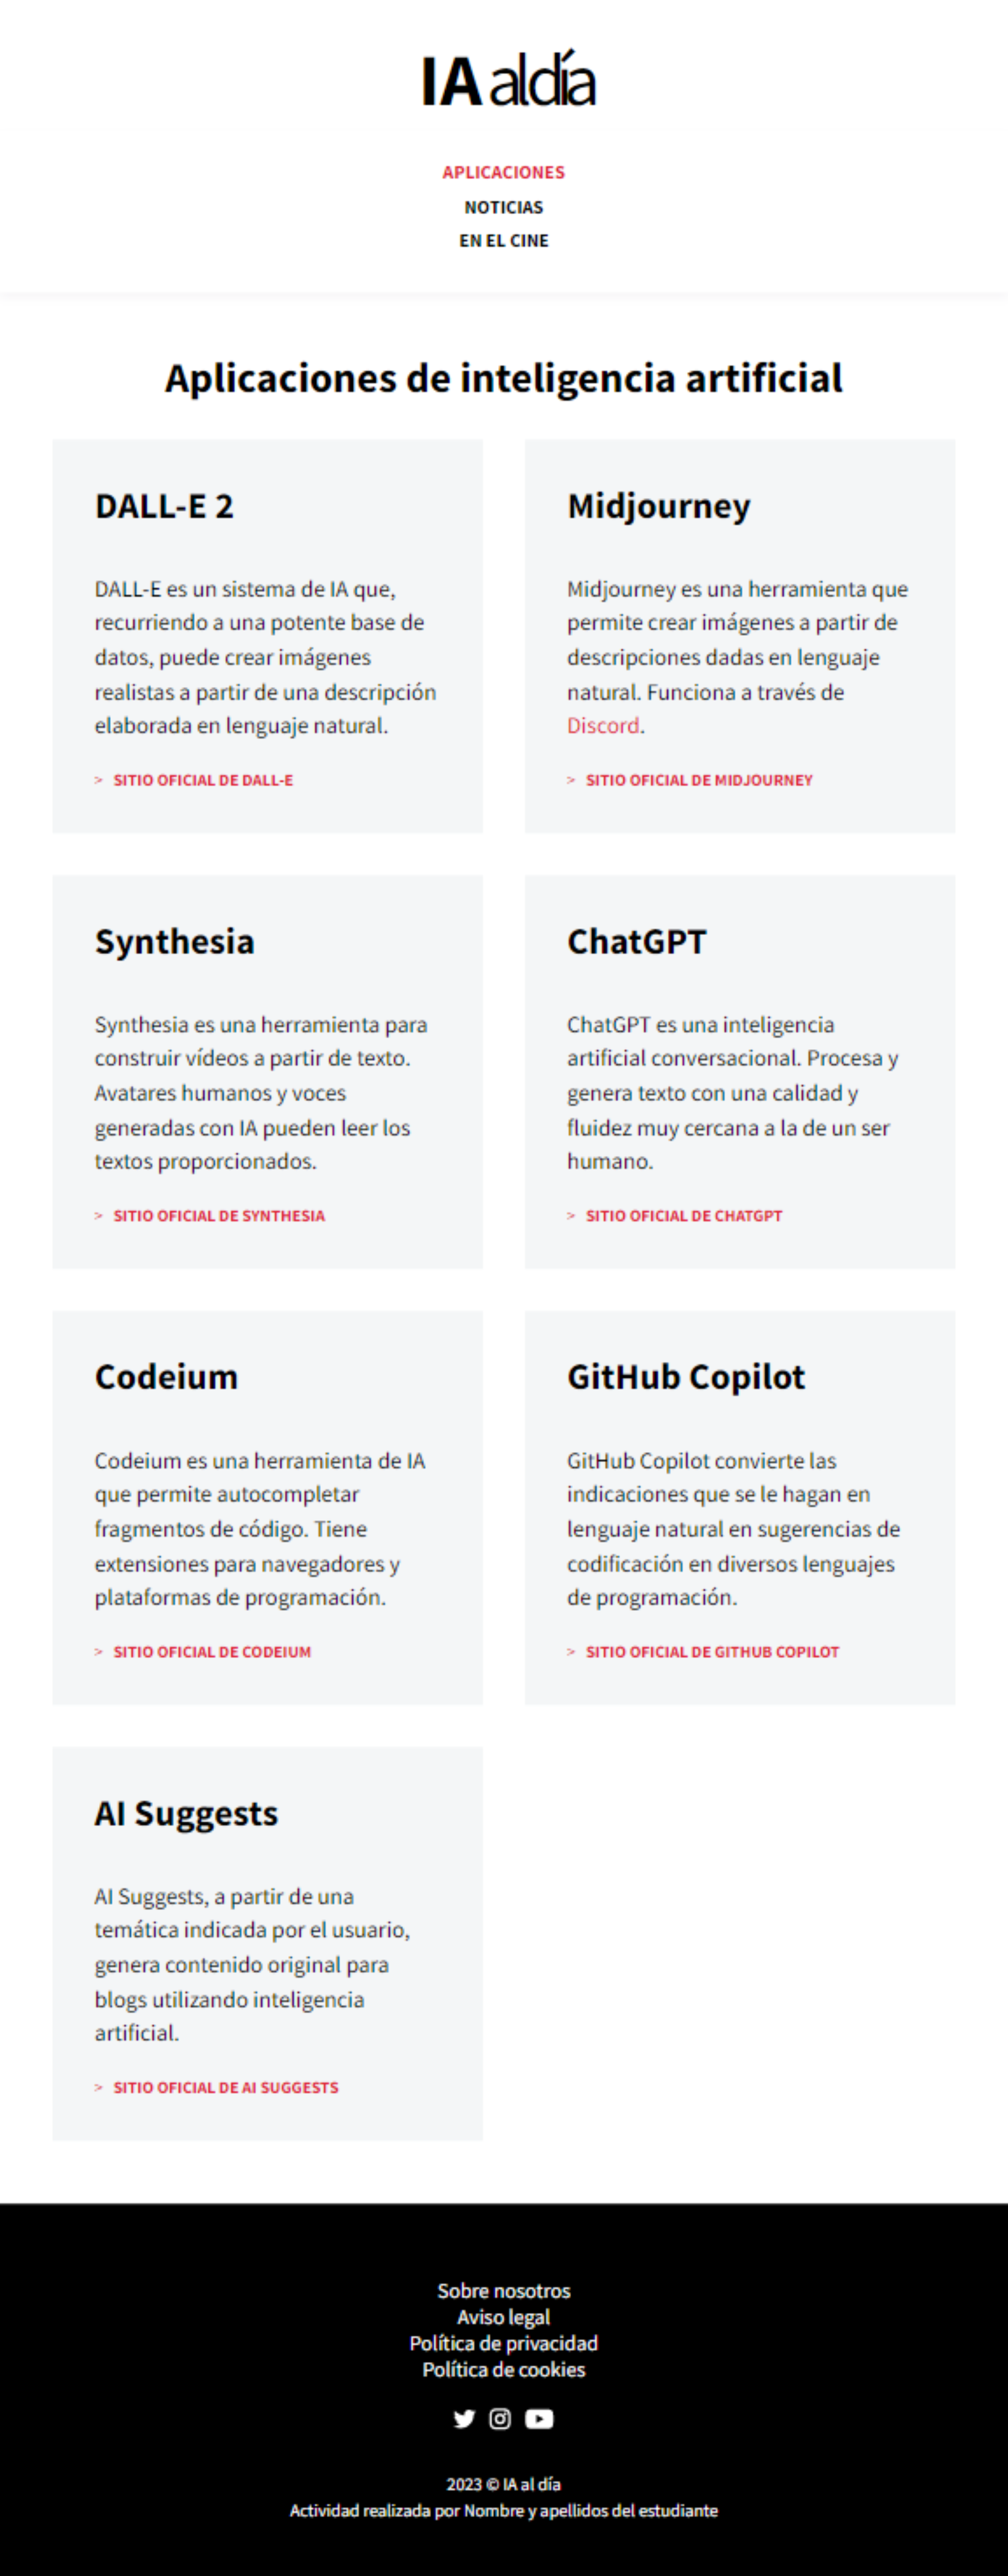 IA al día
APLICACIONES
NOTICIAS
EN EL CINE
Aplicaciones de inteligencia artificial
DALL-E 2
DALL-E es un sistema de IA que,
recurriendo a una potente base de
datos, puede crear imágenes
realistas a partir de una descripción
elaborada en lenguaje natural.
> SITIO OFICIAL DE DALL-E
Midjourney
Midjourney es una herramienta que
permite crear imágenes a partir de
descripciones dadas en lenguaje
natural. Funciona a través de
Discord.
> SITIO OFICIAL DE MIDJOURNEY
Synthesia
Synthesia es una herramienta para
construir vídeos a partir de texto.
Avatares humanos y voces
generadas con IA pueden leer los
textos proporcionados.
> SITIO OFICIAL DE SYNTHESIA
ChatGPT
ChatGPT es una inteligencia
artificial conversacional. Procesa y
genera texto con una calidad y
fluidez muy cercana a la de un ser
humano.
> SITIO OFICIAL DE CHATGPT
Codeium
Codeium es una herramienta de IA
que permite autocompletar
fragmentos de código. Tiene
extensiones para navegadores y
plataformas de programación.
> SITIO OFICIAL DE CODEIUM
GitHub Copilot
GitHub Copilot convierte las
indicaciones que se le hagan en
lenguaje natural en sugerencias de
codificación en diversos lenguajes
de programación.
> SITIO OFICIAL DE GITHUB COPILOT
AI Suggests
AI Suggests, a partir de una
temática indicada por el usuario,
genera contenido original para
blogs utilizando inteligencia
artificial.
> SITIO OFICIAL DE AI SUGGESTS
Sobre nosotros
Aviso legal
Política de privacidad
Política de cookies
2023 © IA al día
Actividad realizada por Nombre y apellidos del estudiante